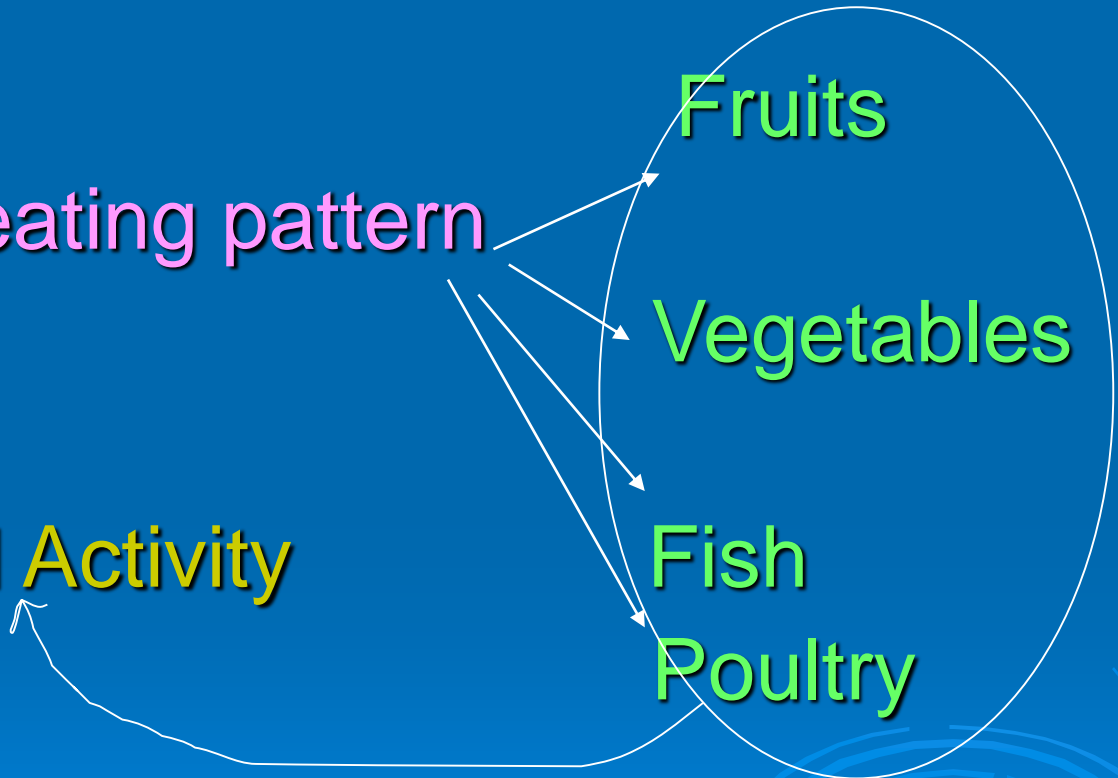 Fruits
eating pattern
Vegetables
Activity
Fish
Poultry